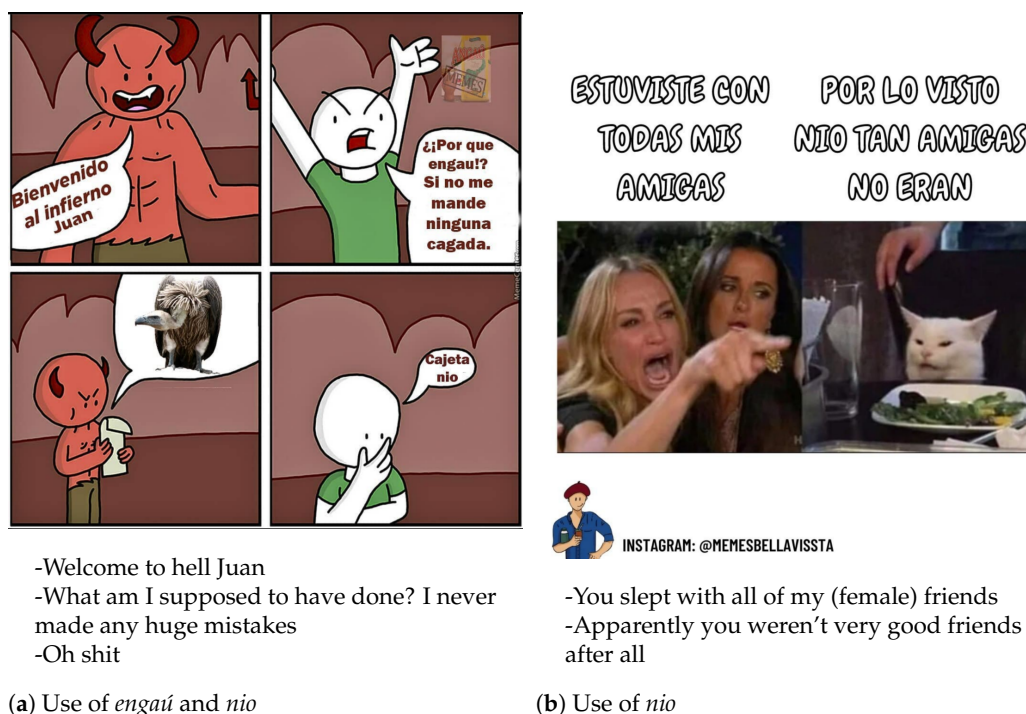 Bienvenido
al infierno
Juan
AMIGOS
MEMES
¿¡Por que
engau!?
Si no me
mande
ninguna
cagada.
Cajeta
nio
-Welcome to hell Juan
-What am I supposed to have done? I never
made any huge mistakes
-Oh shit
(a) Use of engaú and nio
ESTUVISTE CON
TODAS MIS
AMIGAS
POR LO VISTO
NIO TAN AMIGAS
NO ERAN
INSTAGRAM: @MEMESBELLAVISSTA
-You slept with all of my (female) friends
-Apparently you weren't very good friends
after all
(b) Use of nio